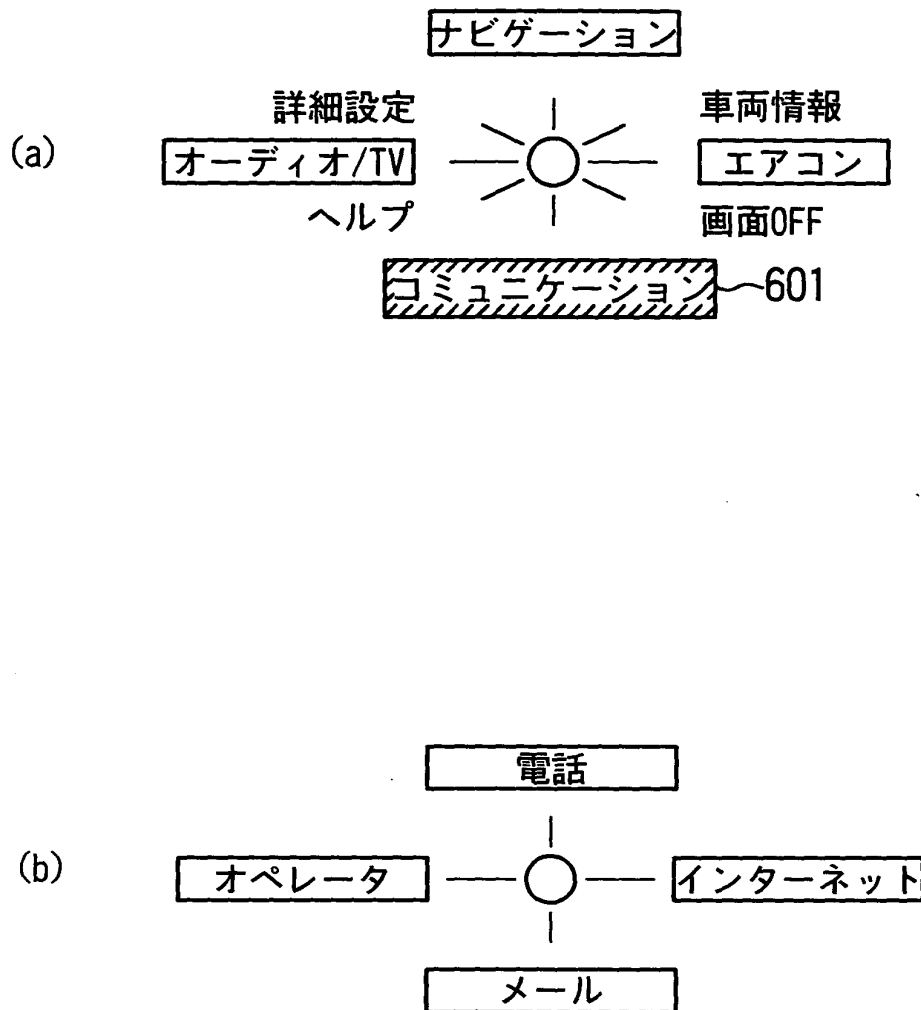 ナビゲーション
詳細設定
車両情報
(a)
オーディオ/TV
エアコン
ヘルプ
画面OFF
コミュニケーション
601
電話
(b)
オペレータ
インターネット
メール